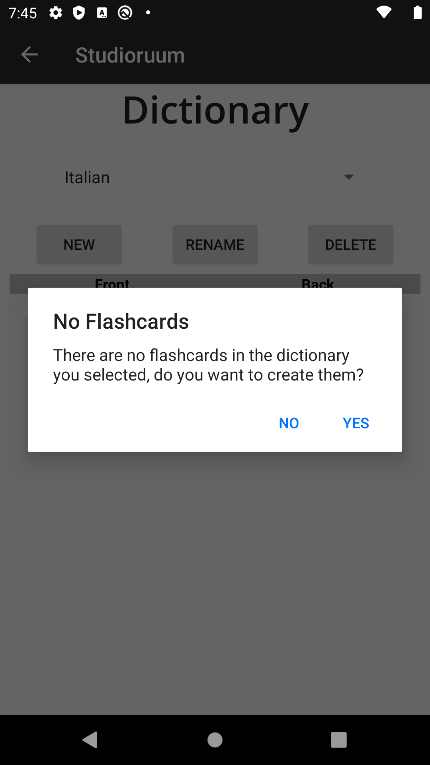 7:45
Studioruum
Dictionary
Italian
NEW
RENAME
DELETE
Front
Back
No Flashcards
There are no flashcards in the dictionary
you selected, do you want to create them?
NO
YES